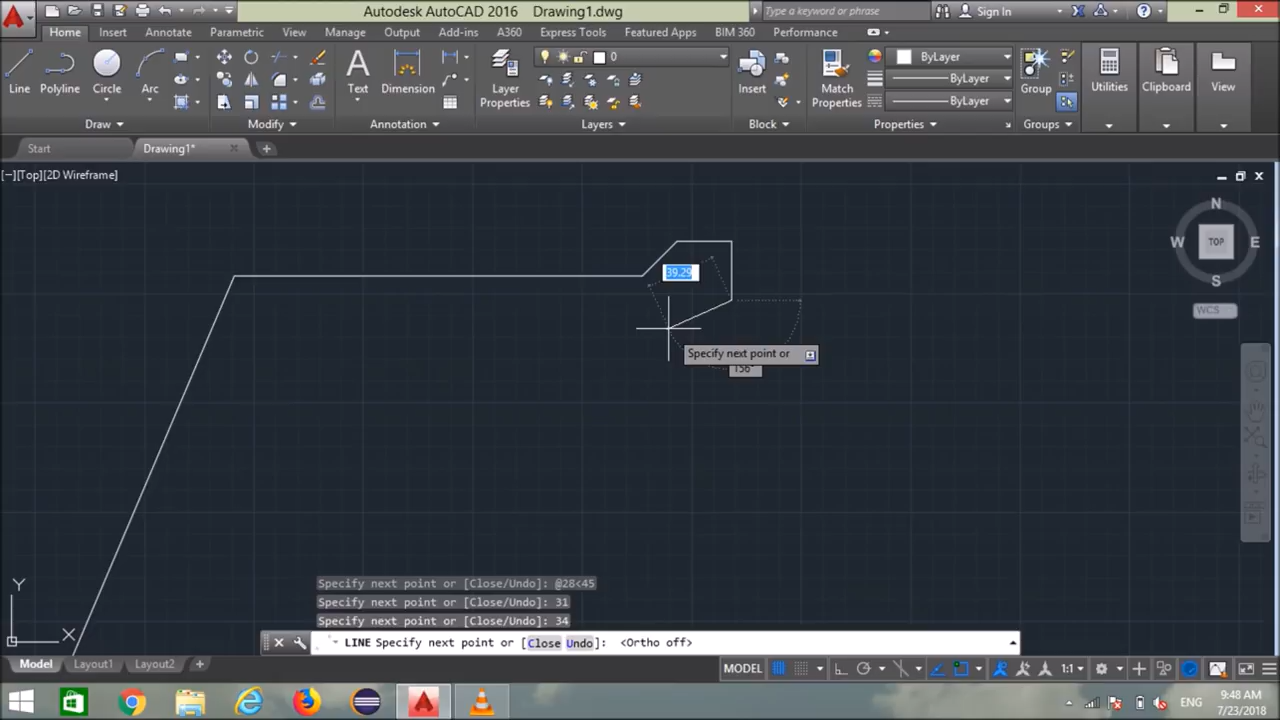 Autodesk AutoCAD 2016 Drawing1.dwg
Type a keyword or phrase
Sign In
Home Insert Annotate Parametric View Manage Output Add-ins A360 Express Tools Featured Apps BIM 360 Performance
Line Polyline Circle Arc
Text Dimension
Layer Properties
0
Insert
Match Properties
ByLayer
ByLayer
ByLayer
Group
Utilities Clipboard View
Draw Modify Annotation Layers Block Properties Groups
Start Drawing1*
[−][Top][2D Wireframe]
N
W TOP E
S
WCS
39.29
Specify next point or
156°
Y
X
Specify next point or [Close/Undo]: @28<45
Specify next point or [Close/Undo]: 31
Specify next point or [Close/Undo]: 34
LINE Specify next point or [Close Undo]: <Ortho off>
Model Layout1 Layout2
MODEL 1:1
ENG
9:48 AM
7/23/2018